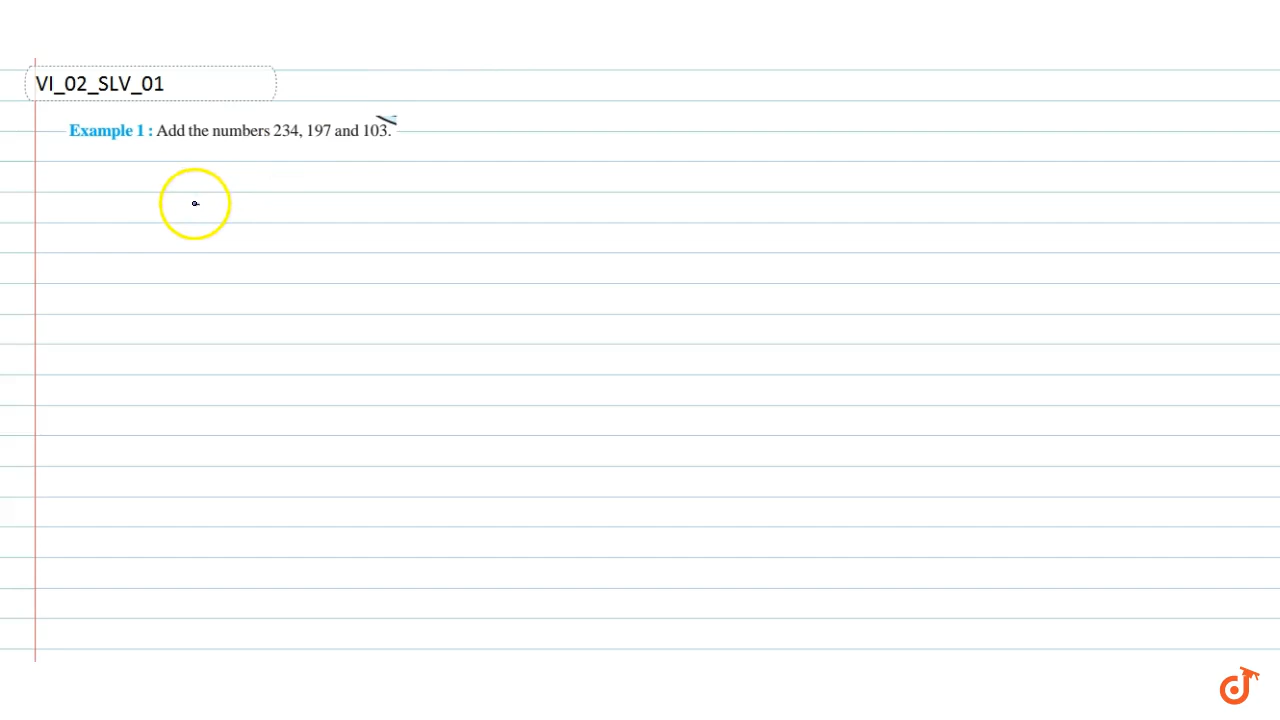 VI_02_SLV_01
Example 1 : Add the numbers 234, 197 and 103.